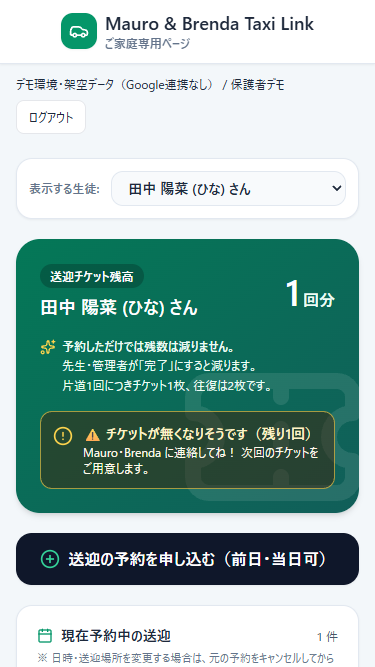 Mauro & Brenda Taxi Link
ご家庭専用ページ
デモ環境・架空データ（Google連携なし） / 保護者デモ
ログアウト
表示する生徒:
田中 陽菜 (ひな) さん
送迎チケット残高
田中 陽菜 (ひな) さん
1回分
予約しただけでは残数は減りません。
先生・管理者が「完了」にすると減ります。
片道1回につきチケット1枚、往復は2枚です。
⚠ チケットが無くなりそうです（残り1回）
Mauro・Brenda に連絡してね！ 次回のチケットを
ご用意します。
送迎の予約を申し込む（前日・当日可）
現在予約中の送迎
1 件
※ 日時・送迎場所を変更する場合は、元の予約をキャンセルしてから